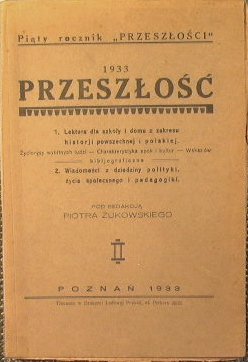 Piąty rocznik „PRZESZŁOŚCI"
1933
PRZESZŁOŚĆ
1. Lektura dla szkoły i domu z zakresu
historji powszechnej i polskiej.
Życiorysy wybitnych ludzi — Charakterystyka epok i kultur —
bibljograficzne
2. Wiadomości z dziedziny polityki,
życia społecznego i pedagogiki.
POD REDAKCJĄ
PIOTRA ŻUKOWSKIEGO
POZNAŃ 1933
w Drukarni